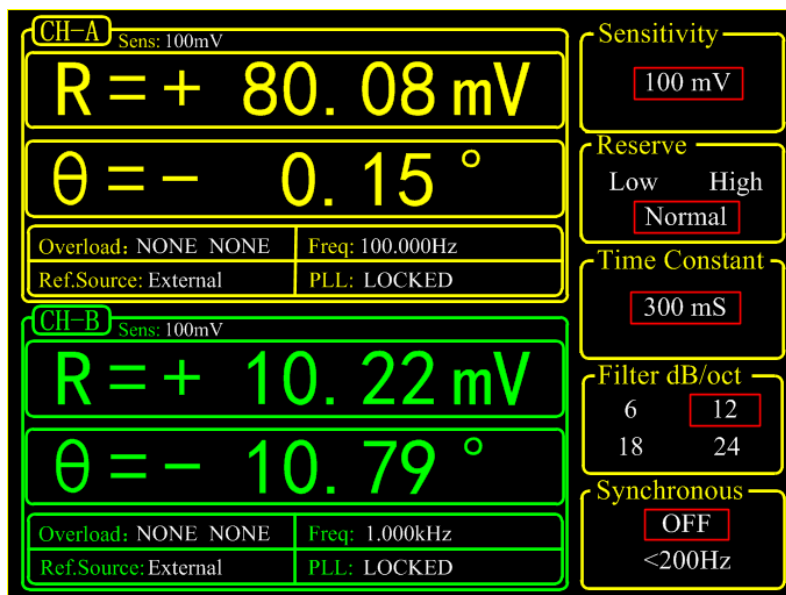 CH-A Sens: 100mV
R = + 80.08 mV
θ = - 0.15 °
Overload: NONE NONE Freq: 100.000Hz
Ref.Source: External PLL: LOCKED
CH-B Sens: 100mV
R = + 10.22 mV
θ = - 10.79 °
Overload: NONE NONE Freq: 1.000kHz
Ref.Source: External PLL: LOCKED
Sensitivity
100 mV
Reserve
Low High
Normal
Time Constant
300 mS
Filter dB/oct
6 12
18 24
Synchronous
OFF
<200Hz